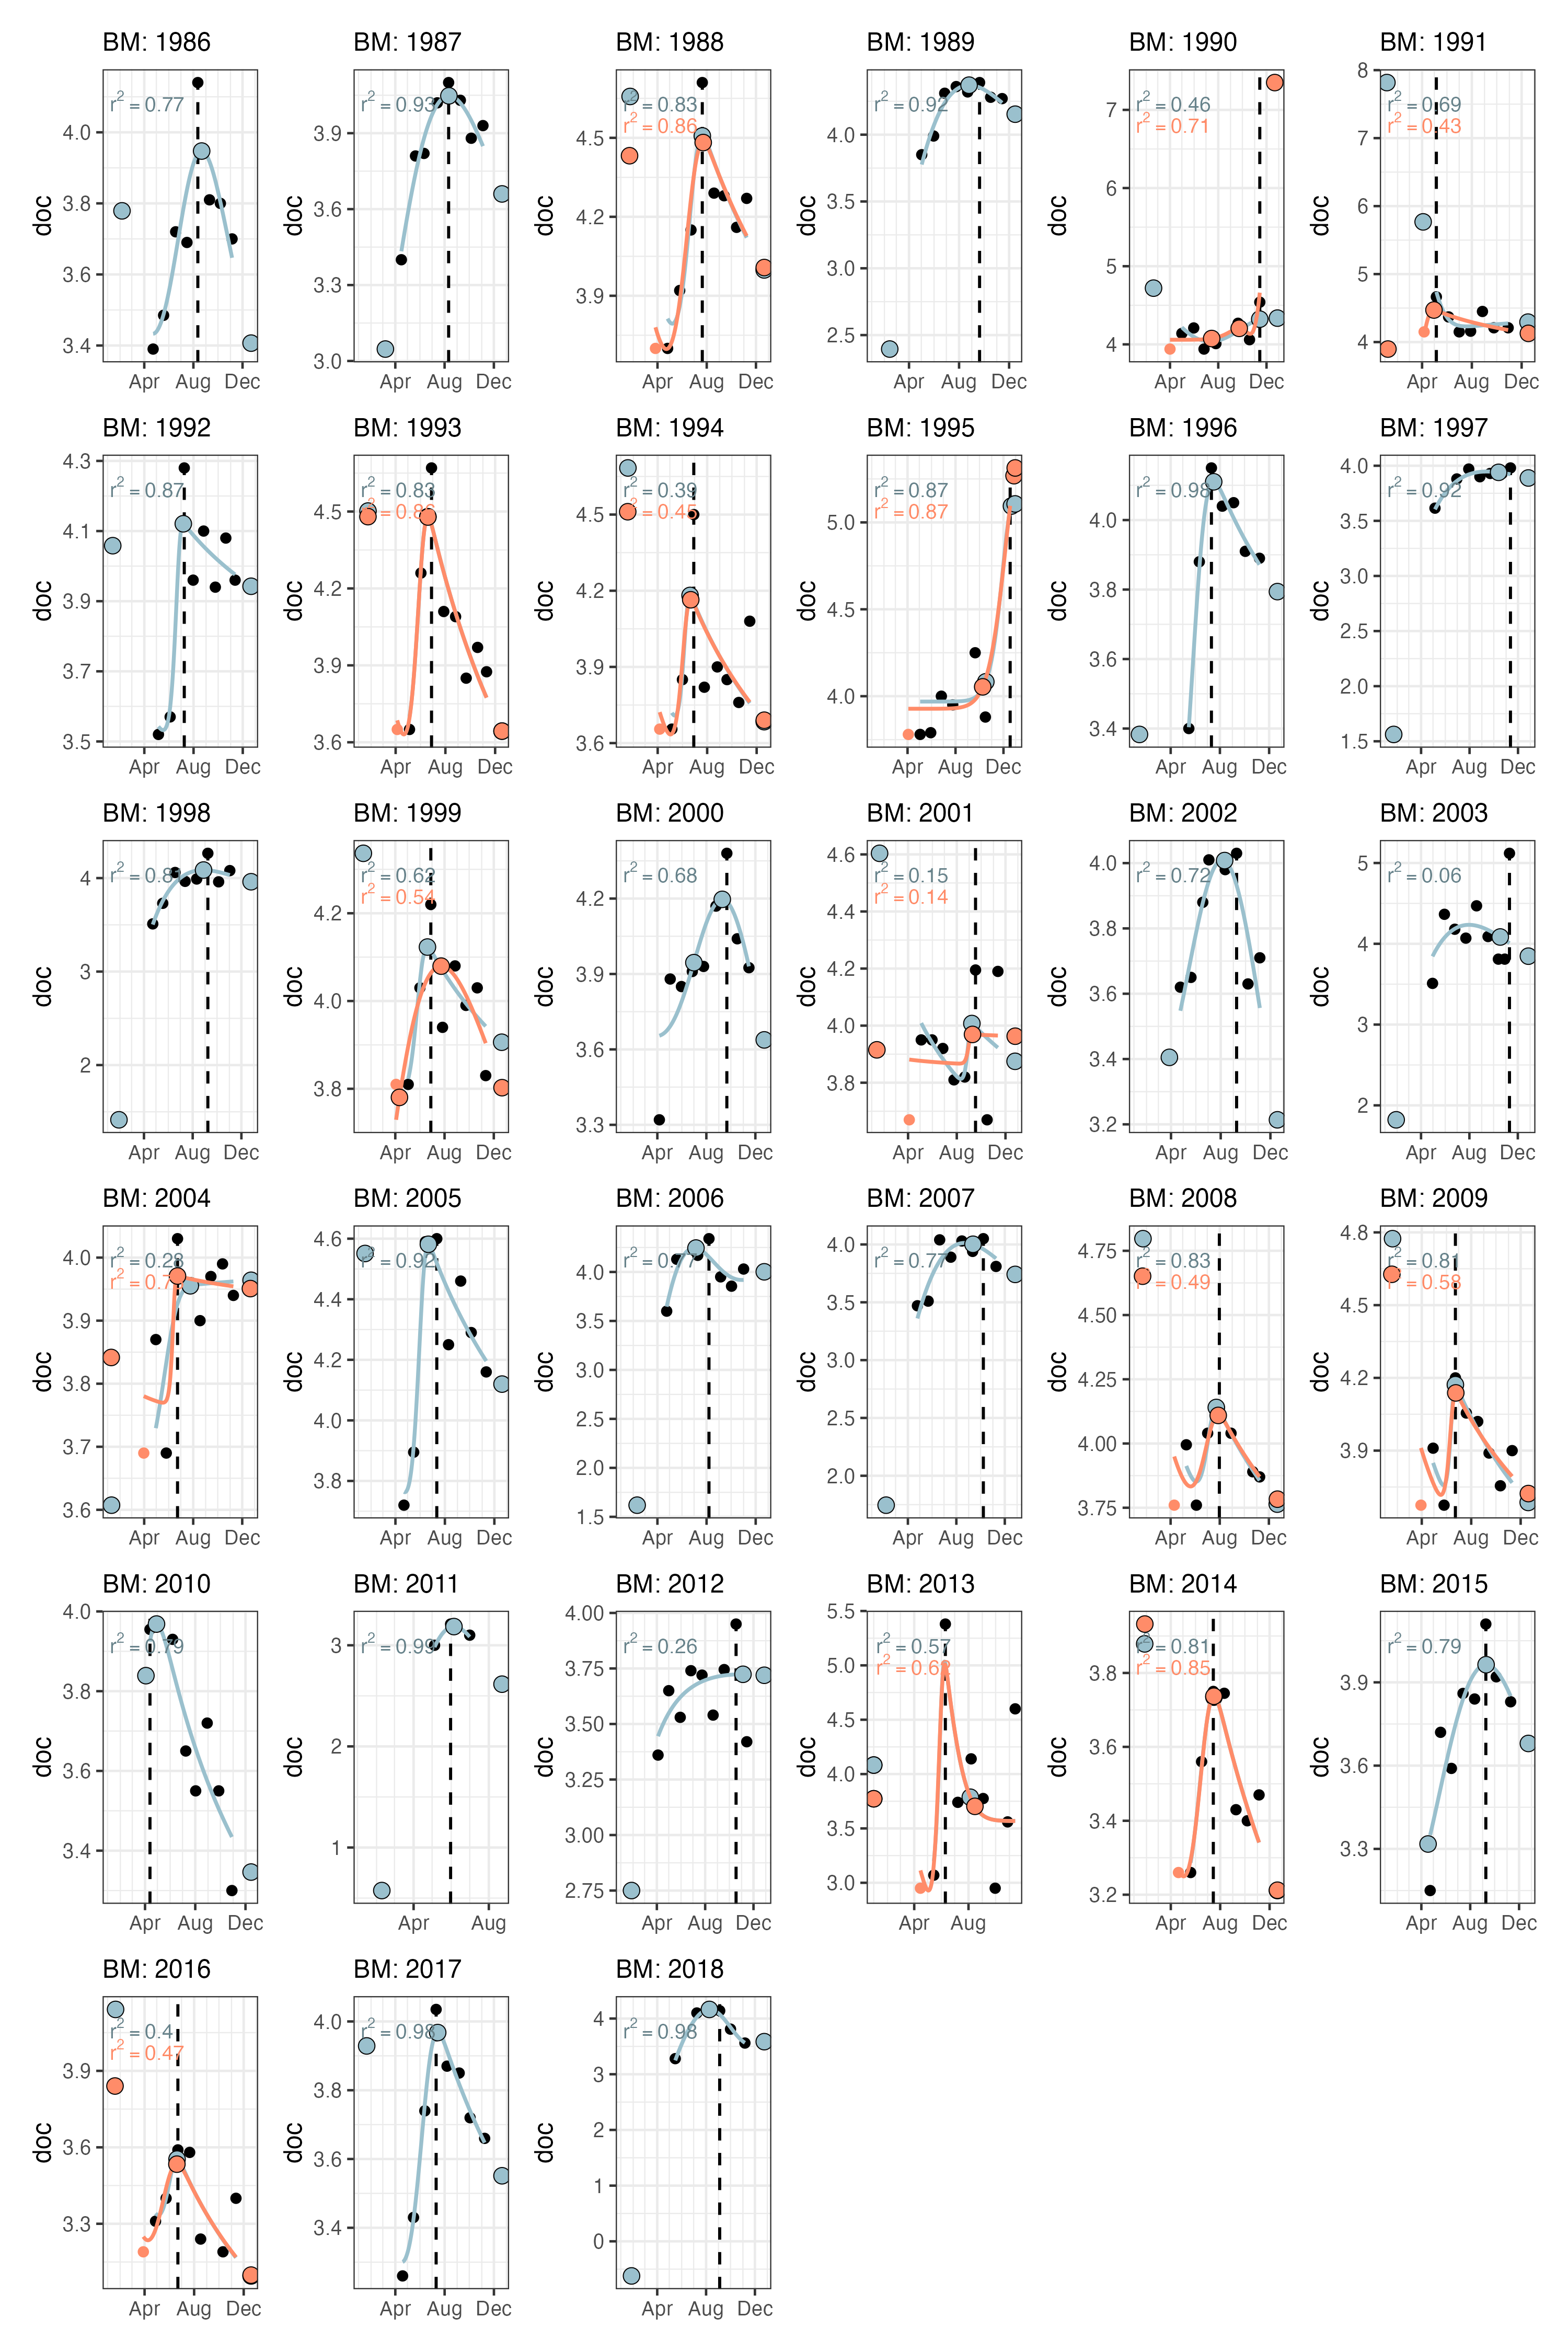 BM: 1986
r² = 0.77
doc
4.0
3.8
3.6
3.4
Apr Aug Dec
BM: 1987
r² = 0.93
doc
3.9
3.6
3.3
3.0
Apr Aug Dec
BM: 1988
r² = 0.83
r² = 0.86
doc
4.5
4.2
3.9
Apr Aug Dec
BM: 1989
r² = 0.92
doc
4.0
3.5
3.0
2.5
Apr Aug Dec
BM: 1990
r² = 0.46
r² = 0.71
doc
7
6
5
4
Apr Aug Dec
BM: 1991
r² = 0.69
r² = 0.43
doc
8
7
6
5
4
Apr Aug Dec
BM: 1992
r² = 0.87
doc
4.3
4.1
3.9
3.7
3.5
Apr Aug Dec
BM: 1993
r² = 0.83
doc
4.5
4.2
3.9
3.6
Apr Aug Dec
BM: 1994
r² = 0.39
r² = 0.45
doc
4.5
4.2
3.9
3.6
Apr Aug Dec
BM: 1995
r² = 0.87
r² = 0.87
doc
5.0
4.5
4.0
Apr Aug Dec
BM: 1996
r² = 0.98
doc
4.0
3.8
3.6
3.4
Apr Aug Dec
BM: 1997
r² = 0.92
doc
4.0
3.5
3.0
2.5
2.0
1.5
Apr Aug Dec
BM: 1998
doc
4
3
2
Apr Aug Dec
BM: 1999
r² = 0.62
r² = 0.54
doc
4.2
4.0
3.8
Apr Aug Dec
BM: 2000
r² = 0.68
doc
4.2
3.9
3.6
3.3
Apr Aug Dec
BM: 2001
r² = 0.15
r² = 0.14
doc
4.6
4.4
4.2
4.0
3.8
Apr Aug Dec
BM: 2002
r² = 0.72
doc
4.0
3.8
3.6
3.4
3.2
Apr Aug Dec
BM: 2003
r² = 0.06
doc
5
4
3
2
Apr Aug Dec
BM: 2004
r² = 0.28
doc
4.0
3.9
3.8
3.7
3.6
Apr Aug Dec
BM: 2005
r² = 0.92
doc
4.6
4.4
4.2
4.0
3.8
Apr Aug Dec
BM: 2006
doc
4.0
3.5
3.0
2.5
2.0
1.5
Apr Aug Dec
BM: 2007
r² = 0.77
doc
4.0
3.5
3.0
2.5
2.0
Apr Aug Dec
BM: 2008
r² = 0.83
r² = 0.49
doc
4.75
4.50
4.25
4.00
3.75
Apr Aug Dec
BM: 2009
r² = 0.81
r² = 0.58
doc
4.8
4.5
4.2
3.9
Apr Aug Dec
BM: 2010
r² = 0.79
doc
4.0
3.8
3.6
3.4
Apr Aug Dec
BM: 2011
r² = 0.99
doc
3
2
1
Apr Aug
BM: 2012
r² = 0.26
doc
4.00
3.75
3.50
3.25
3.00
2.75
Apr Aug Dec
BM: 2013
r² = 0.57
doc
5.5
5.0
4.5
4.0
3.5
3.0
Apr Aug
BM: 2014
r² = 0.81
r² = 0.85
doc
3.8
3.6
3.4
3.2
Apr Aug Dec
BM: 2015
r² = 0.79
doc
3.9
3.6
3.3
Apr Aug Dec
BM: 2016
r² = 0.4
r² = 0.47
doc
3.9
3.6
3.3
Apr Aug Dec
BM: 2017
r² = 0.98
doc
4.0
3.8
3.6
3.4
Apr Aug Dec
BM: 2018
r² = 0.98
doc
4
3
2
1
0
Apr Aug Dec